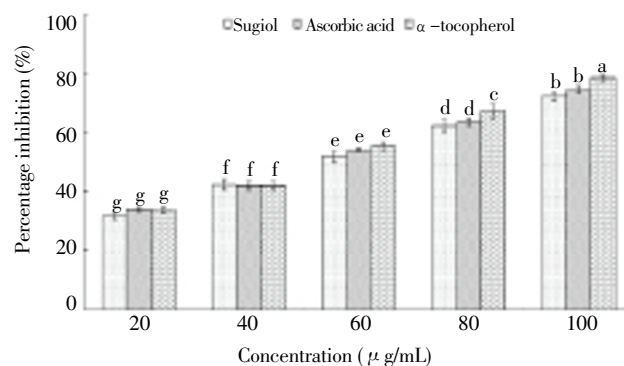 100
Sugiol Ascorbic acid α-tocopherol
80
60
40
20
0
Percentage inhibition (%)
g g g
f f f
e e e
d d c
b b a
20 40 60 80 100
Concentration (μg/mL)